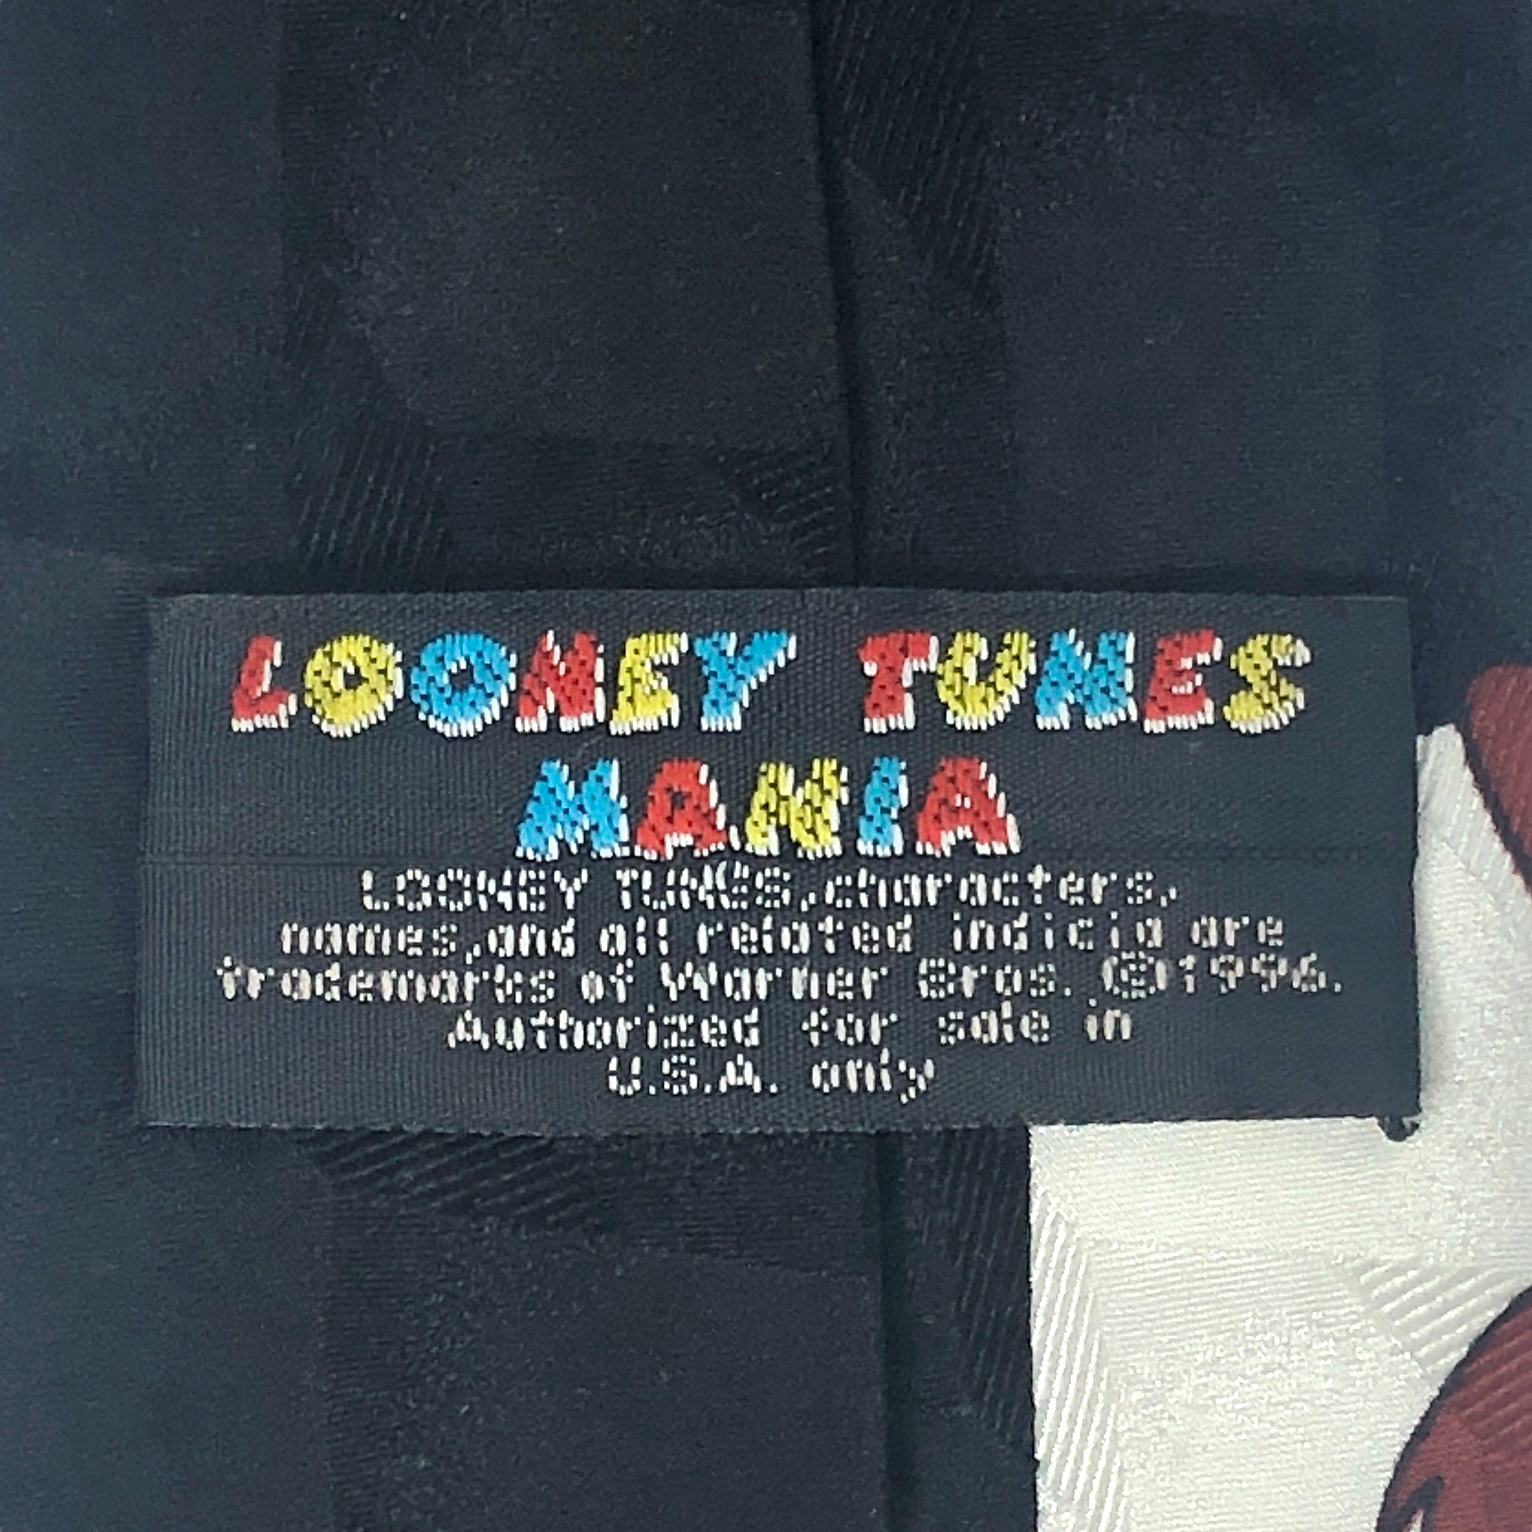 LOONEY TUNES
MANIA
LOONEY TUNES,characters,
names,and all related indicia are
trademarks of Warner Bros. ©1996.
Authorized for sale in
U.S.A. only